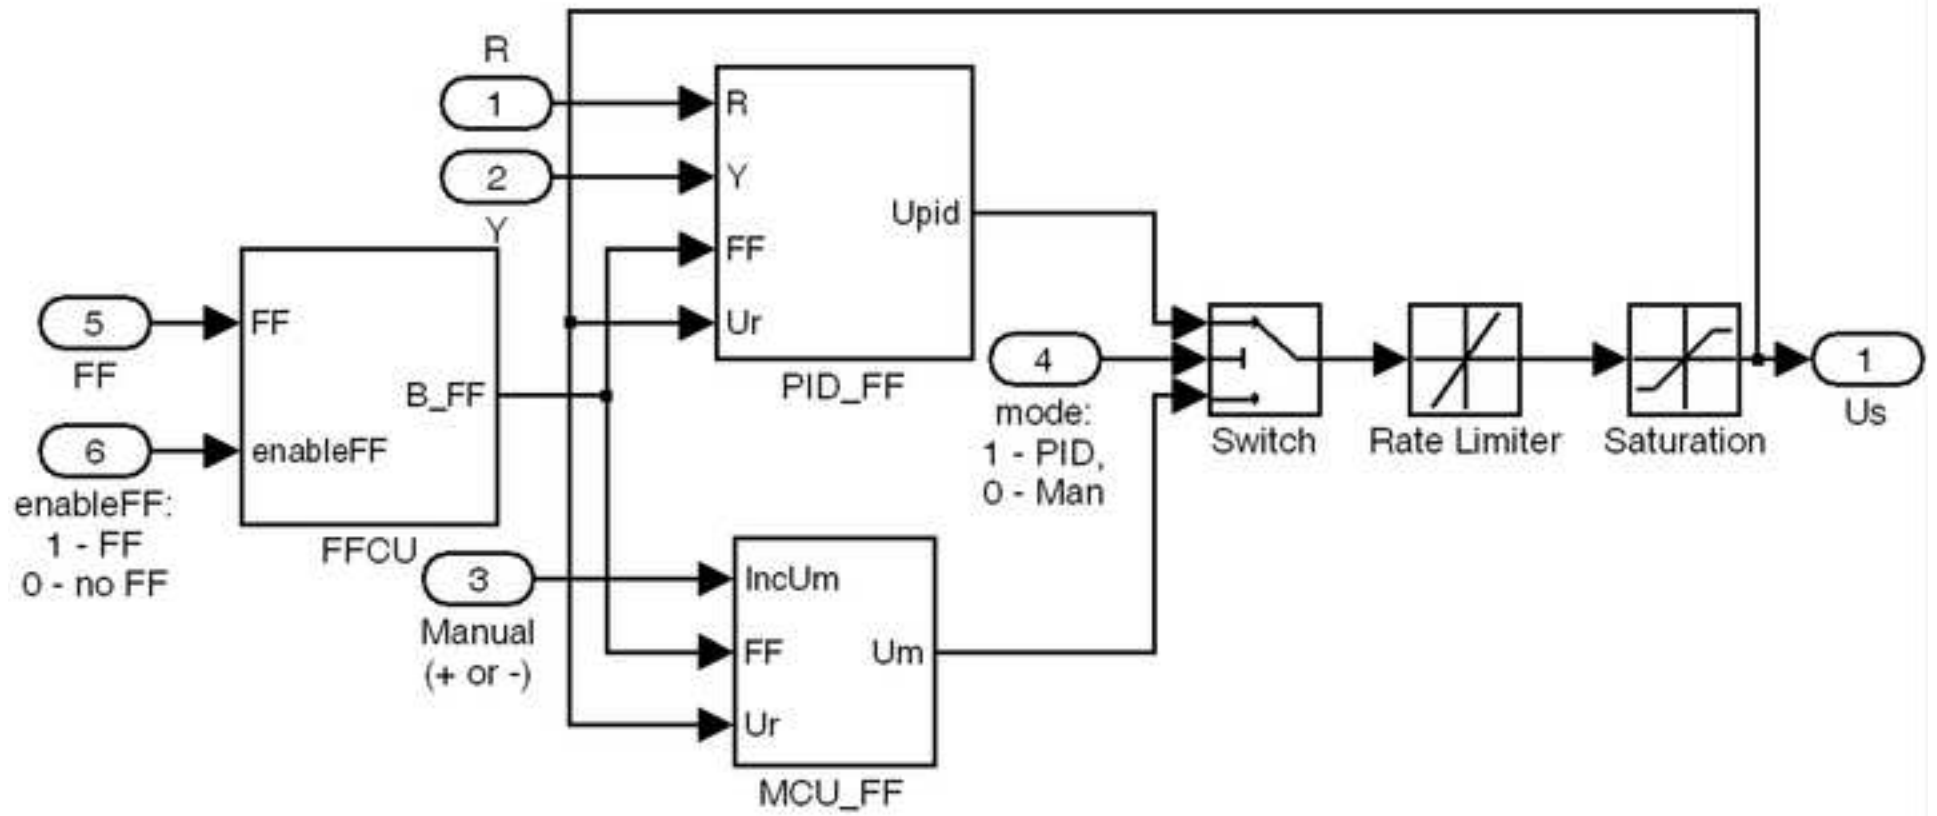 R
1
R
2
Y
Y
FF
Ur
Upid
PID_FF
5
FF
FF
6
enableFF
enableFF:
1 - FF
0 - no FF
B_FF
FFCU
4
mode:
1 - PID,
0 - Man
Switch
Rate Limiter
Saturation
1
Us
3
Manual
(+ or -)
IncUm
FF
Ur
Um
MCU_FF